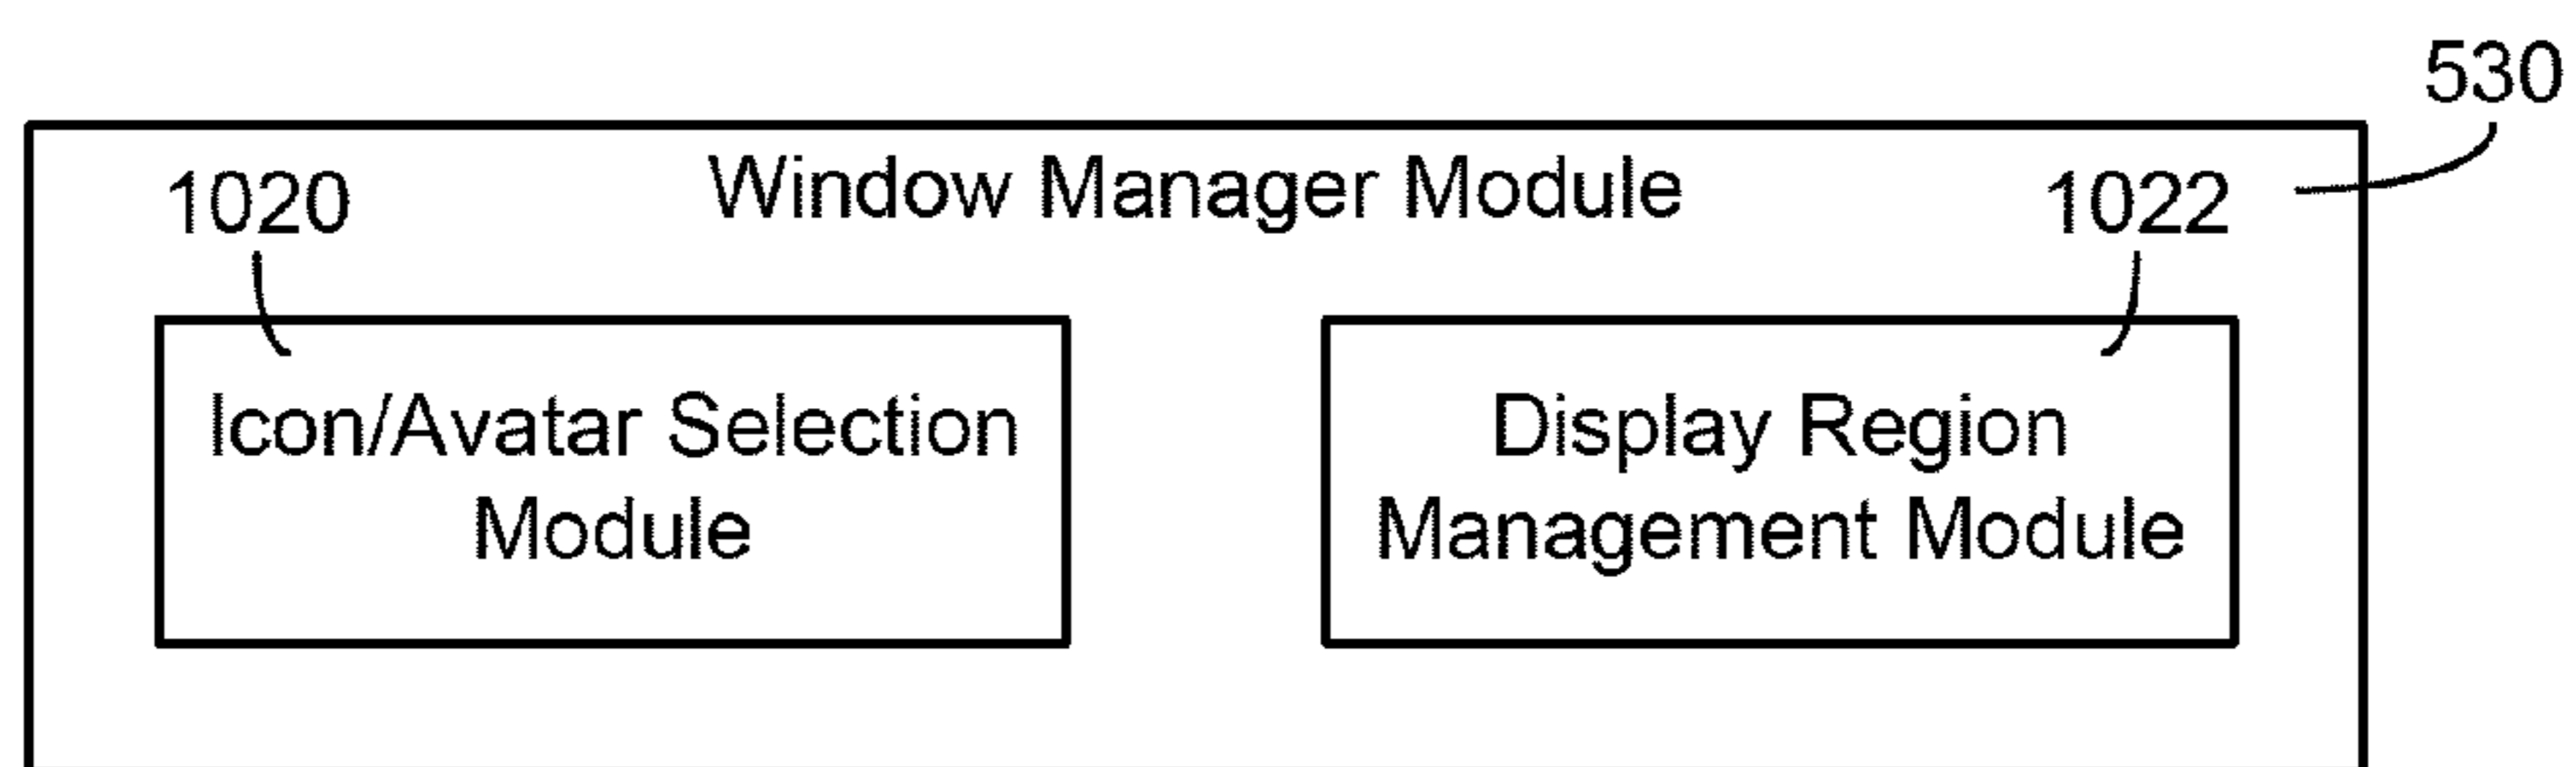 530
Window Manager Module
1020
1022
Icon/Avatar Selection
Module
Display Region
Management Module